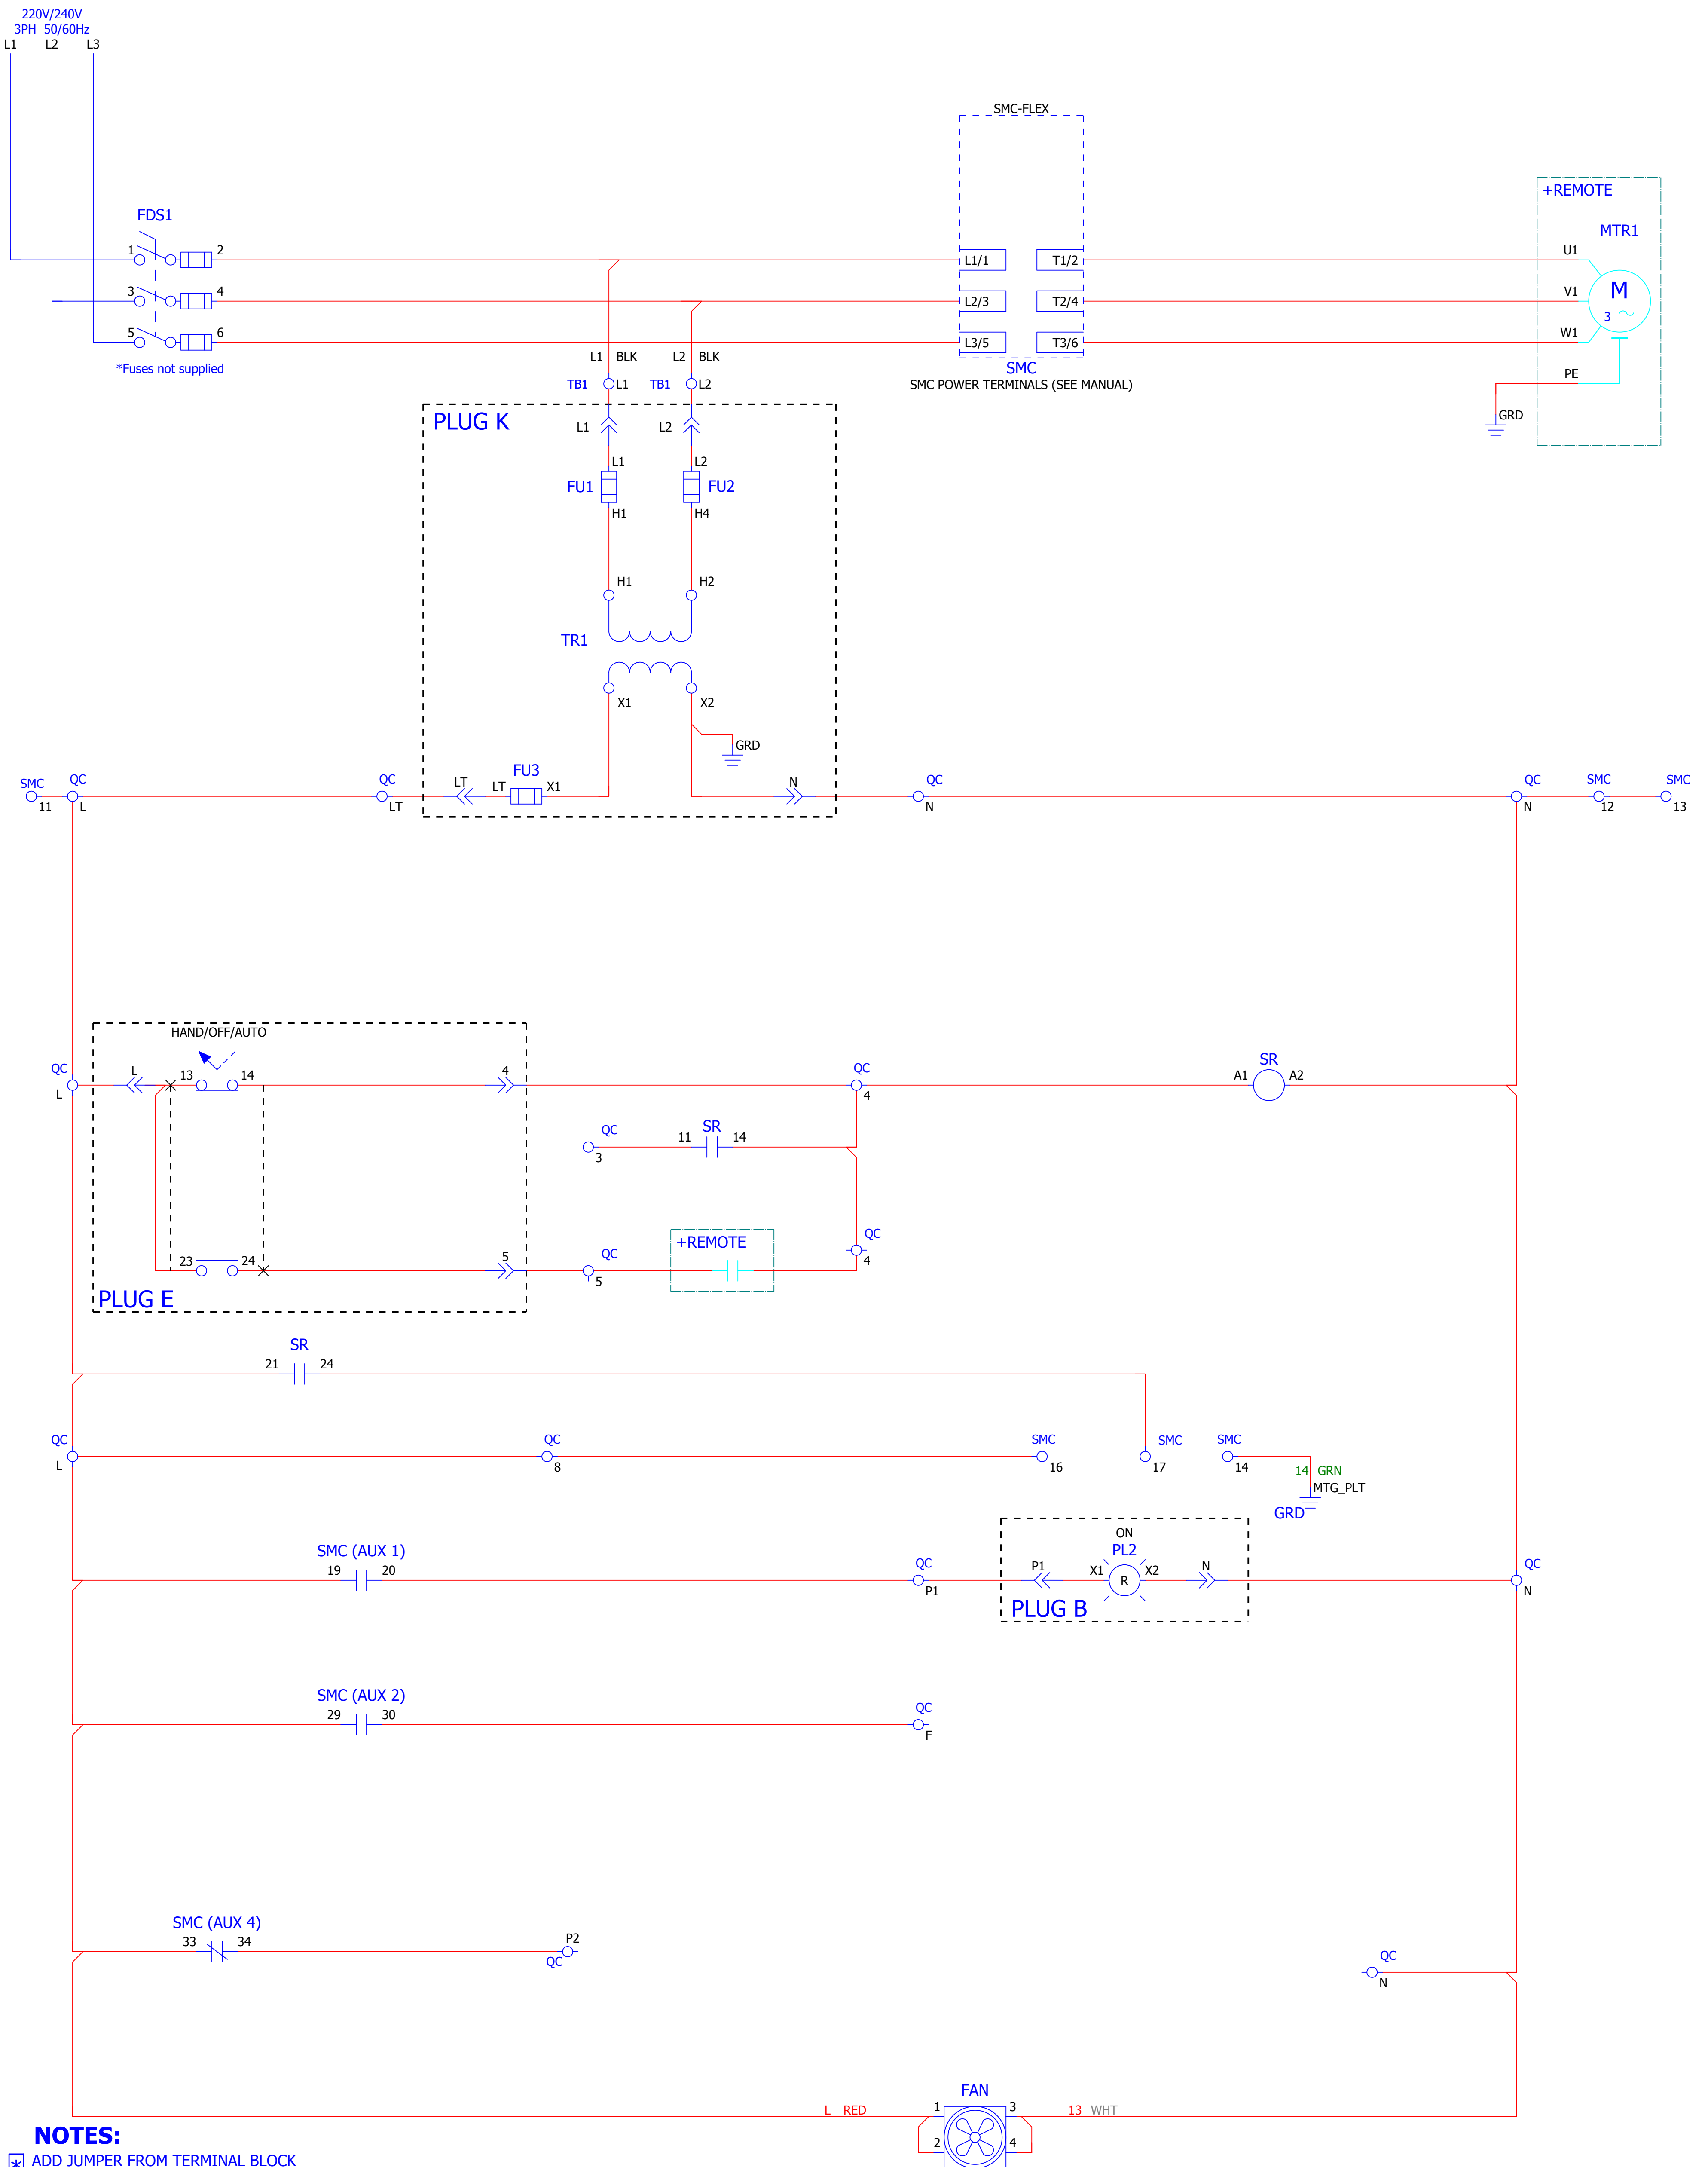 220V/240V
3PH 50/60Hz
L1 L2 L3
SMC-FLEX
+REMOTE
FDS1
MTR1
1 2 L1/1 T1/2 U1
3 4 L2/3 T2/4 V1 M
3
5 6 L3/5 T3/6 W1
*Fuses not supplied
L1 BLK L2 BLK
SMC
SMC POWER TERMINALS (SEE MANUAL)
PE
TB1 L1 TB1 L2
GRD
PLUG K
L1 L2
L1 L2
FU1 FU2
H1 H4
H1 H2
TR1
X1 X2
GRD
SMC QC QC LT LT FU3 X1 N QC QC SMC SMC
11 L LT N N 12 13
HAND/OFF/AUTO
QC L 13 14 4 QC A1 SR A2
L 4
QC 11 SR 14
3
+REMOTE
QC
4
23 24 5 QC
5
PLUG E
SR
21 24
QC QC SMC SMC SMC
L 8 16 17 14
14 GRN
MTG_PLT
GRD
ON
PL2
SMC (AUX 1)
19 20 QC P1 X1 R X2 N QC
P1 N
PLUG B
SMC (AUX 2)
29 30 QC
F
SMC (AUX 4)
33 34 P2
QC
QC
N
FAN
L RED 1 3 13 WHT
2 4
NOTES:
* ADD JUMPER FROM TERMINAL BLOCK